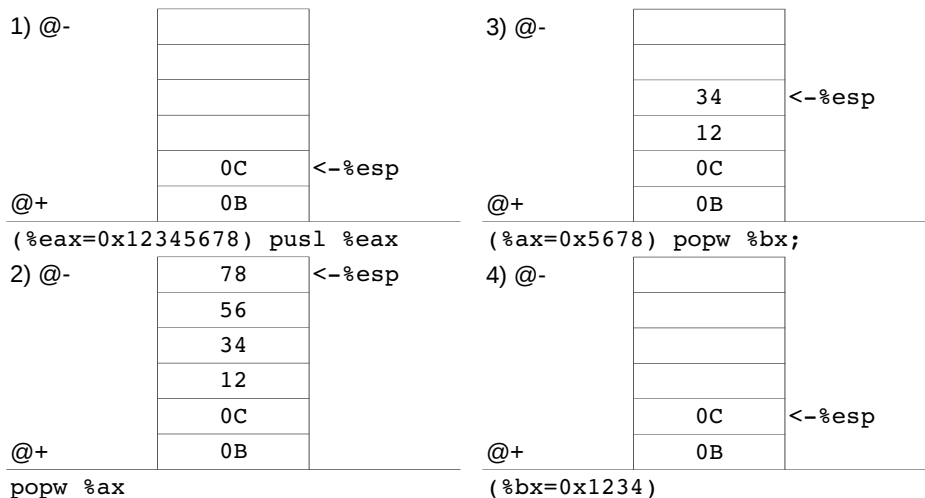 1) @-
0C <-%esp
@+ 0B
(%eax=0x12345678) pusl %eax
2) @- 78 <-%esp
56
34
12
0C
@+ 0B
popw %ax
3) @-
34 <-%esp
12
0C
@+ 0B
(%ax=0x5678) popw %bx;
4) @-
0C <-%esp
@+ 0B
(%bx=0x1234)